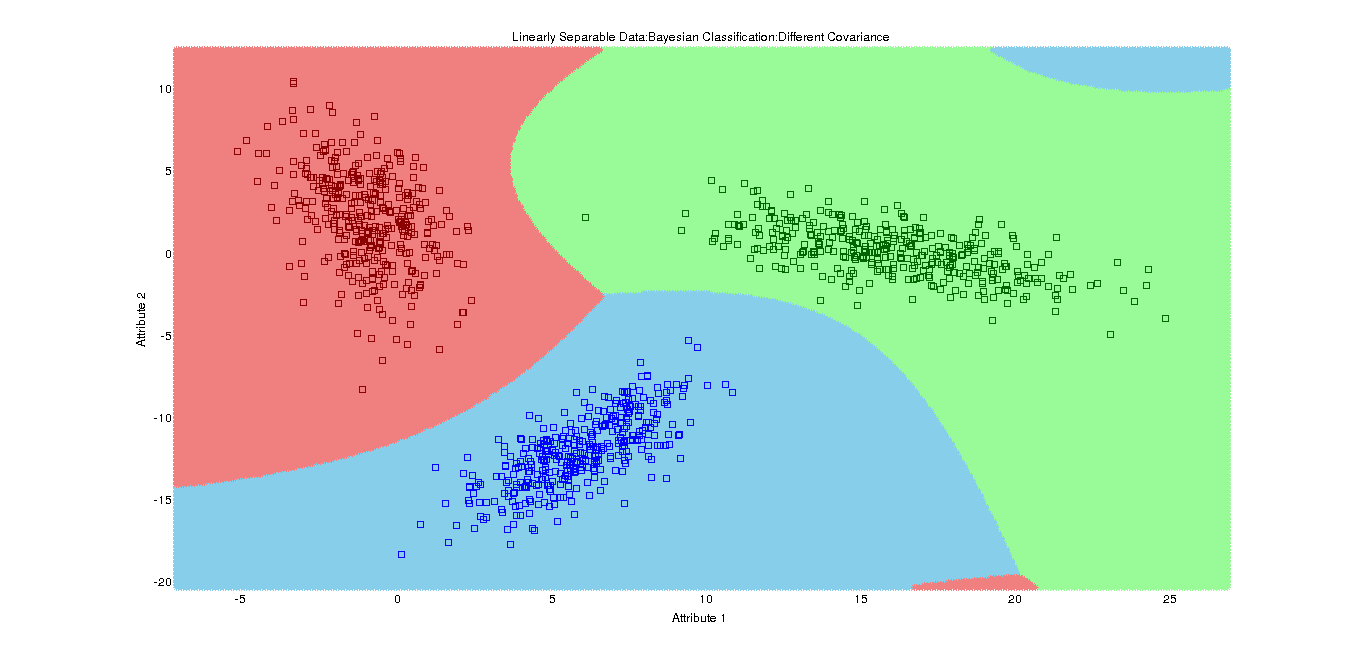 Linearly Separable Data:Bayesian Classification:Different Covariance
10
5
0
-5
-10
-15
-20
Attribute 2
-5 0 5 10 15 20 25
Attribute 1